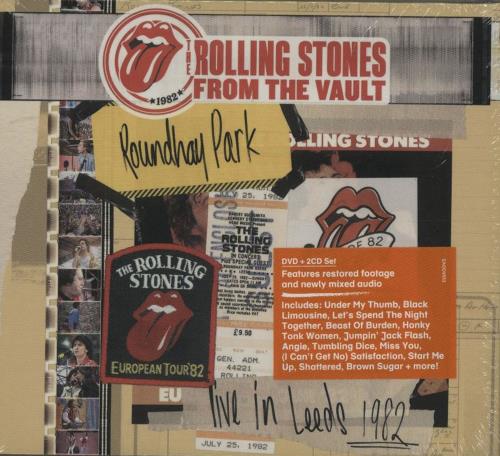 THE
ROLLING STONES
FROM THE VAULT
★1982★
Roundhay Park
ROLLING STONES
JULY 25, 1982
THE
ROLLING
STONES
IN CONCERT
£9.50
GEN. ADM.
44225
ROLLING
JULY 25, 1982
THE ROLLING
STONES
EUROPEAN TOUR '82
EU
82
DVD + 2CD Set
Features restored footage
and newly mixed audio
Includes: Under My Thumb, Black
Limousine, Let's Spend The Night
Together, Beast Of Burden, Honky
Tonk Women, Jumpin' Jack Flash,
Angie, Tumbling Dice, Miss You,
(I Can't Get No) Satisfaction, Start Me
Up, Shattered, Brown Sugar + more!
live in Leeds 1982